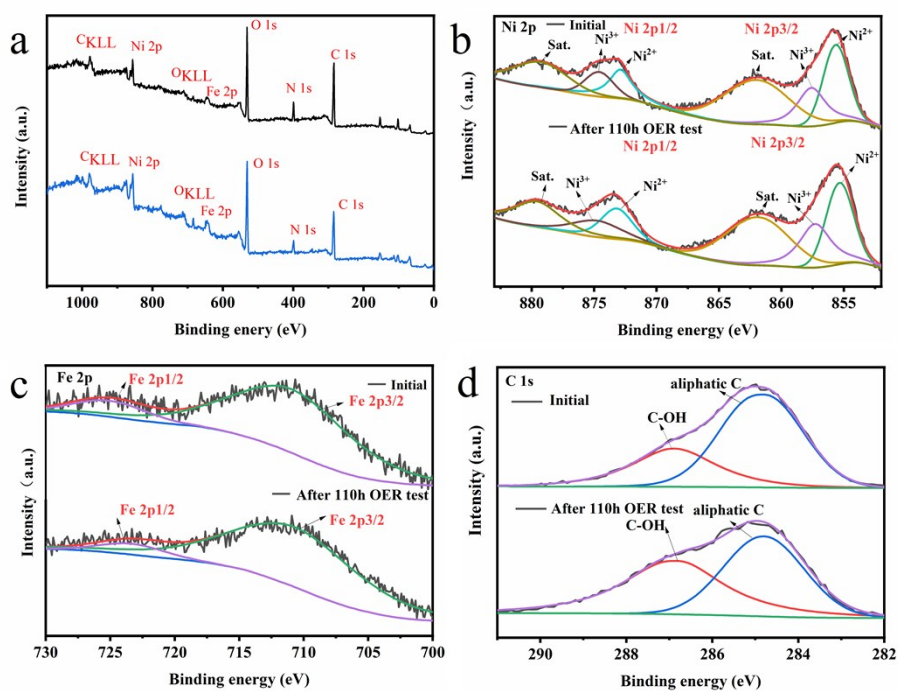 a
C KLL
Ni 2p
O KLL
Fe 2p
O 1s
N 1s
C 1s
C KLL
Ni 2p
O KLL
Fe 2p
O 1s
N 1s
C 1s
Intensity (a.u.)
1000 800 600 400 200 0
Binding enery (eV)
b
Ni 2p
Initial
Ni 2p1/2
Ni 2p3/2
Sat.
Ni³⁺
Ni²⁺
Sat.
Ni³⁺
Ni²⁺
After 110h OER test
Ni 2p1/2
Ni 2p3/2
Sat.
Ni³⁺
Ni²⁺
Sat.
Ni³⁺
Ni²⁺
Intensity（a.u.)
880 875 870 865 860 855
Binding energy (eV)
c
Fe 2p
Fe 2p1/2
Initial
Fe 2p3/2
After 110h OER test
Fe 2p1/2
Fe 2p3/2
Intensity（a.u.)
730 725 720 715 710 705 700
Binding energy (eV)
d
C 1s
Initial
aliphatic C
C-OH
After 110h OER test
C-OH
aliphatic C
Intensity (a.u.)
290 288 286 284 282
Binding energy (eV)